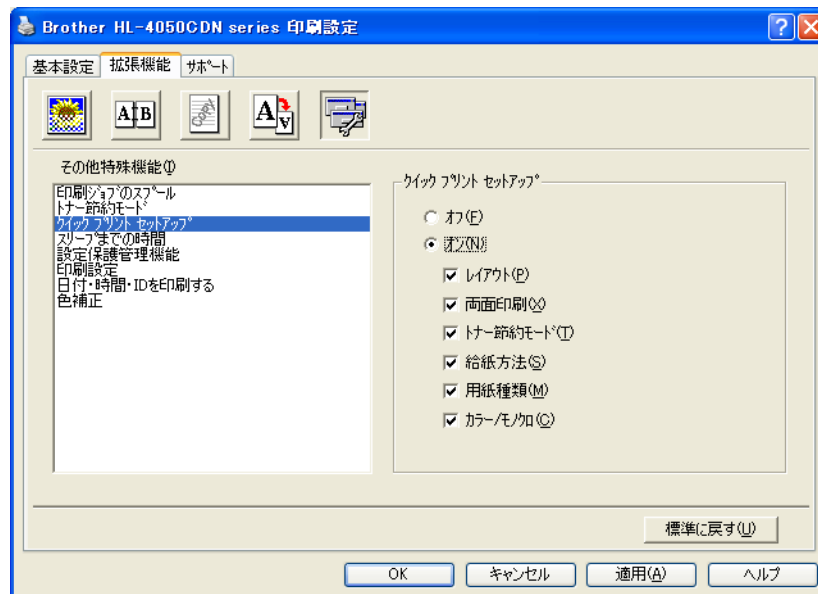 Brother HL-4050CDN series 印刷設定
基本設定 拡張機能 サポート
その他特殊機能(I)
印刷ジョブのスプール
トナー節約モード
クイック プリント セットアップ
スリープまでの時間
設定保護管理機能
印刷設定
日付・時間・IDを印刷する
色補正
クイック プリント セットアップ
オフ(F)
オン(N)
レイアウト(P)
両面印刷(X)
トナー節約モード(T)
給紙方法(S)
用紙種類(M)
カラー/モノクロ(C)
標準に戻す(U)
OK キャンセル 適用(A) ヘルプ